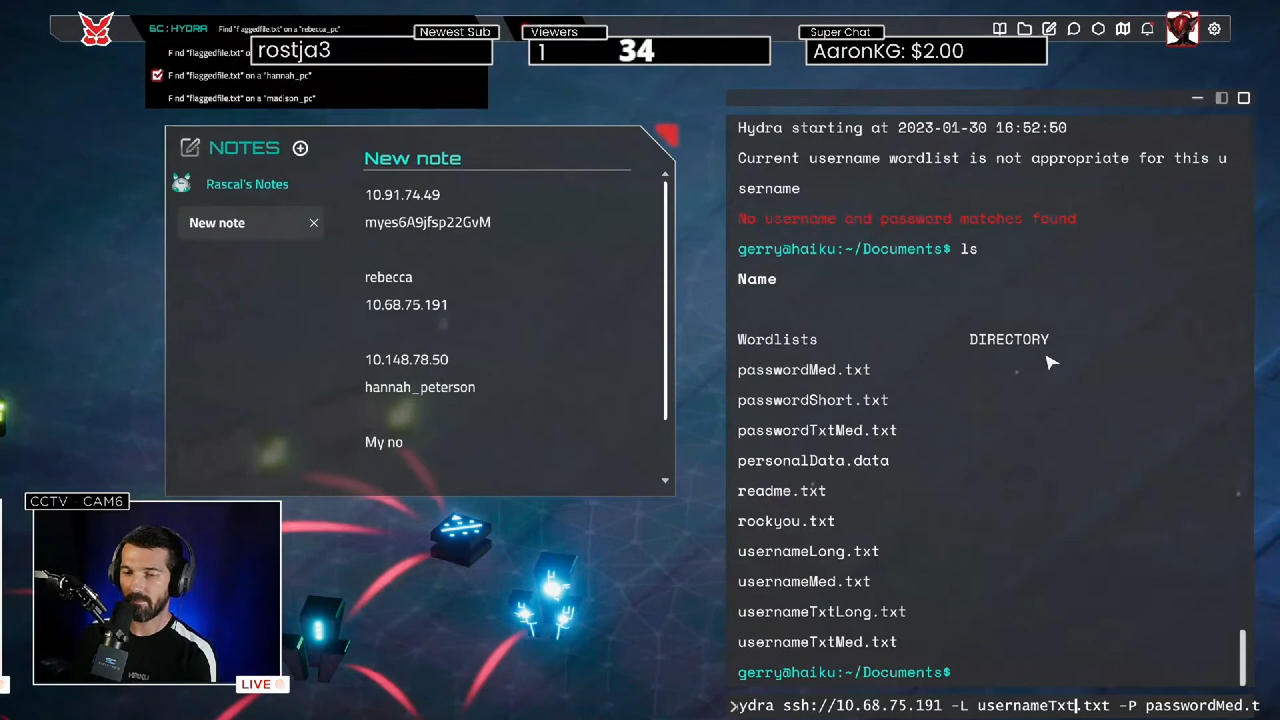 GC: HYDRA
Find "flaggedfile.txt" on a "rebecca_pc"
Find "flaggedfile.txt" o
Find "flaggedfile.txt" on a "hannah_pc"
Find "flaggedfile.txt" on a "madison_pc"
Newest Sub
rostja3
Viewers
1
34
Super Chat
AaronKG: $2.00
NOTES
Rascal's Notes
New note
New note
10.91.74.49
myes6A9jfsp22GvM
rebecca
10.68.75.191
10.148.78.50
hannah_peterson
My no
CCTV - CAM6
LIVE
Hydra starting at 2023-01-30 16:52:50
Current username wordlist is not appropriate for this u
sername
No username and password matches found
gerry@haiku:~/Documents$ ls
Name
Wordlists DIRECTORY
passwordMed.txt
passwordShort.txt
passwordTxtMed.txt
personalData.data
readme.txt
rockyou.txt
usernameLong.txt
usernameMed.txt
usernameTxtLong.txt
usernameTxtMed.txt
gerry@haiku:~/Documents$
ydra ssh://10.68.75.191 -L usernameTxt.txt -P passwordMed.t